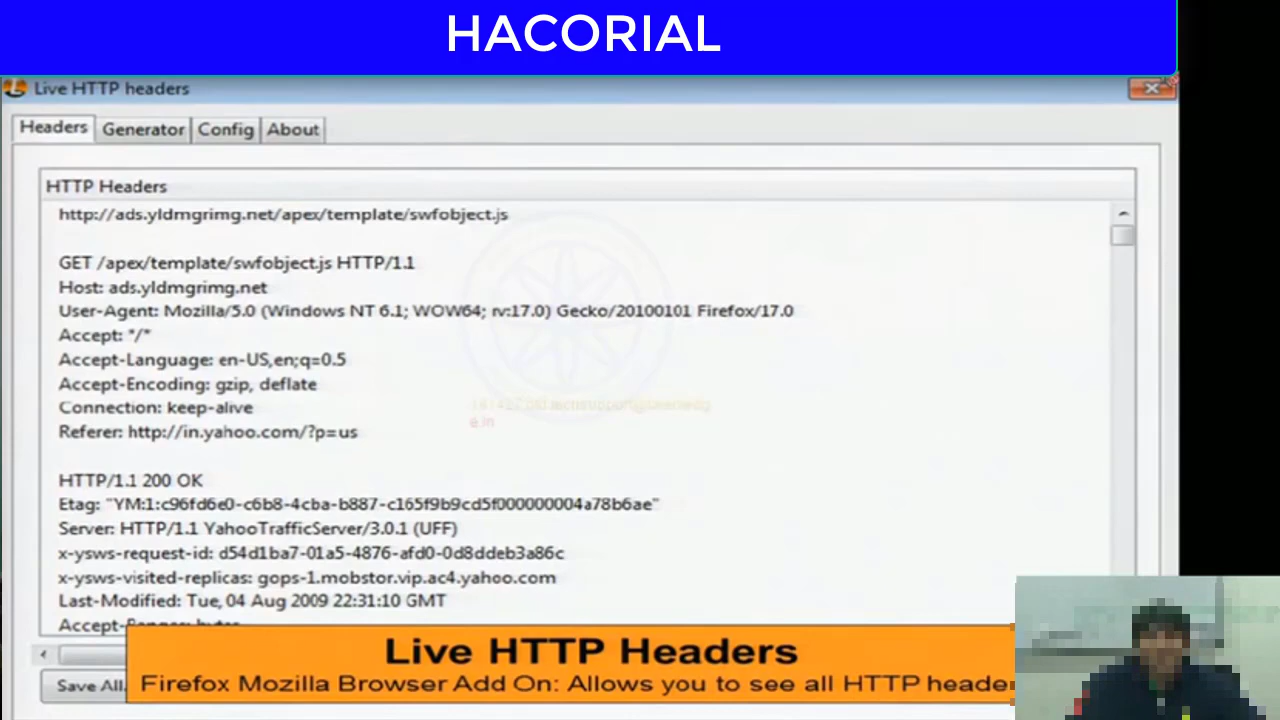 HACORIAL
Live HTTP headers
Headers Generator Config About
HTTP Headers
http://ads.yldmgrimg.net/apex/template/swfobject.js
GET /apex/template/swfobject.js HTTP/1.1
Host: ads.yldmgrimg.net
User-Agent: Mozilla/5.0 (Windows NT 6.1; WOW64; rv:17.0) Gecko/20100101 Firefox/17.0
Accept: */*
Accept-Language: en-US,en;q=0.5
Accept-Encoding: gzip, deflate
Connection: keep-alive
Referer: http://in.yahoo.com/?p=us
HTTP/1.1 200 OK
Etag: "YM:1:c96fd6e0-c6b8-4cba-b887-c165f9b9cd5f000000004a78b6ae"
Server: HTTP/1.1 YahooTrafficServer/3.0.1 (UFF)
x-ysws-request-id: d54d1ba7-01a5-4876-afd0-0d8ddeb3a86c
x-ysws-visited-replicas: gops-1.mobstor.vip.ac4.yahoo.com
Last-Modified: Tue, 04 Aug 2009 22:31:10 GMT
Accept-Ranges: bytes
Live HTTP Headers
Save All.
Firefox Mozilla Browser Add On: Allows you to see all HTTP header